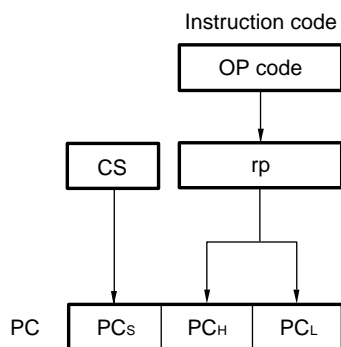 Instruction code
OP code
CS
rp
PC
PCS
PCH
PCL